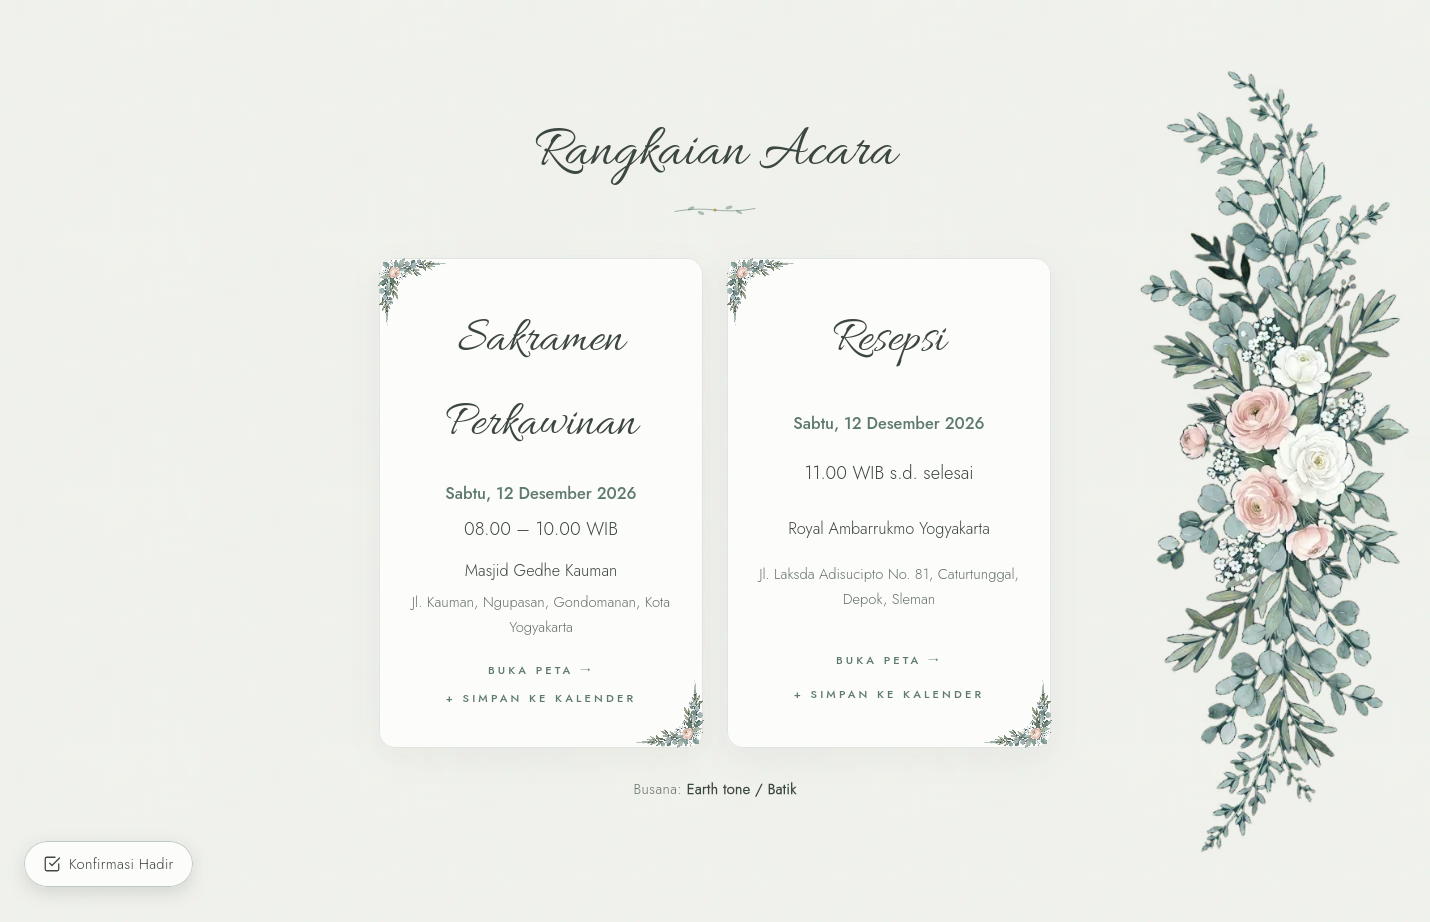 Rangkaian Acara
Sakramen
Perkawinan
Sabtu, 12 Desember 2026
08.00 – 10.00 WIB
Masjid Gedhe Kauman
Jl. Kauman, Ngupasan, Gondomanan, Kota
Yogyakarta
BUKA PETA →
+ SIMPAN KE KALENDER
Resepsi
Sabtu, 12 Desember 2026
11.00 WIB s.d. selesai
Royal Ambarrukmo Yogyakarta
Jl. Laksda Adisucipto No. 81, Caturtunggal,
Depok, Sleman
BUKA PETA →
+ SIMPAN KE KALENDER
Busana: Earth tone / Batik
Konfirmasi Hadir